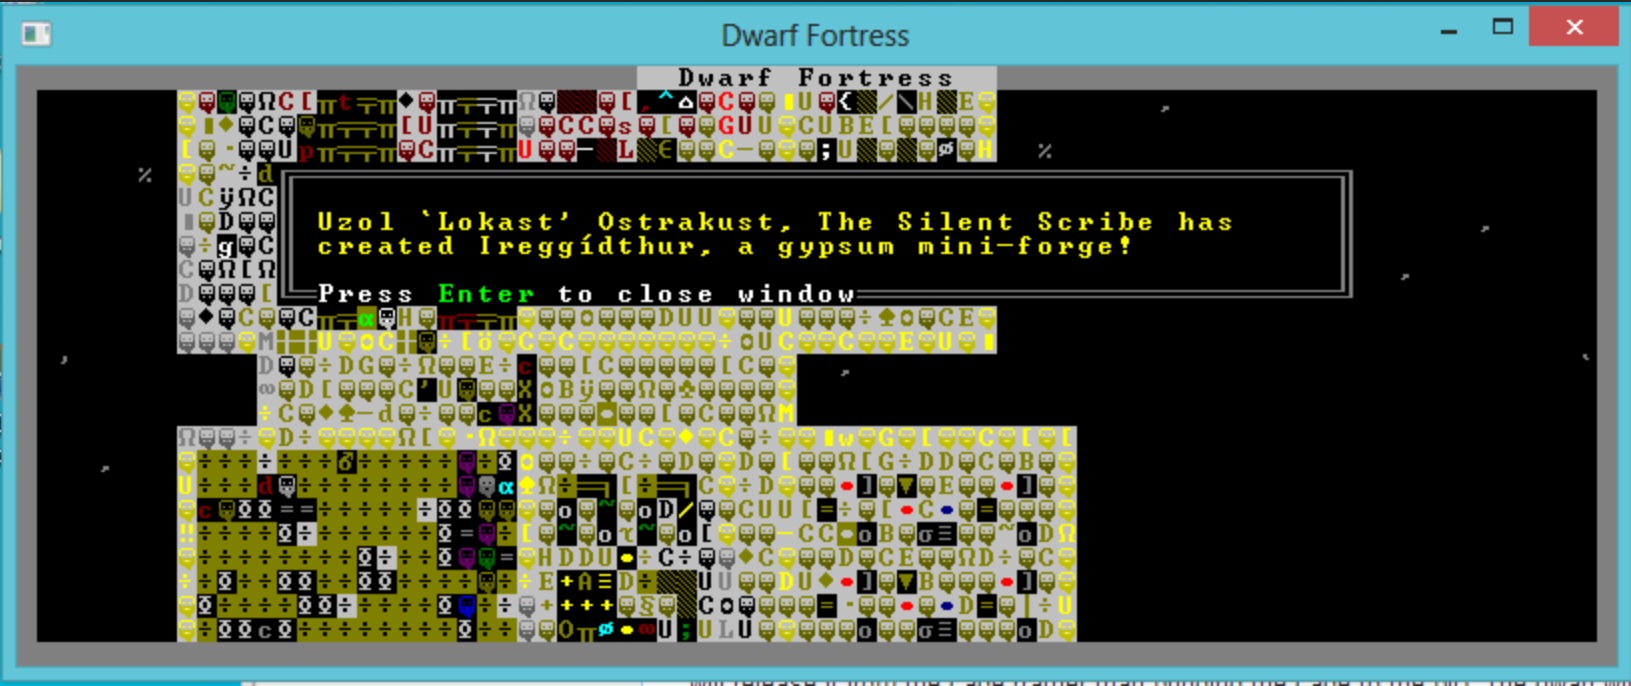 Dwarf Fortress
Dwarf Fortress
Uzol `Lokast' Ostrakust, The Silent Scribe has
created Ireggídthur, a gypsum mini-forge!
Press Enter to close window